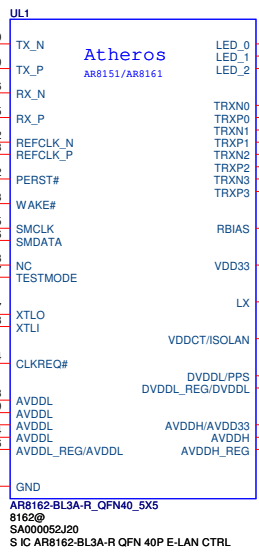 UL1
Atheros
AR8151/AR8161
TX_N
TX_P
RX_N
RX_P
REFCLK_N
REFCLK_P
PERST#
WAKE#
SMCLK
SMDATA
NC
TESTMODE
XTLO
XTLI
CLKREQ#
AVDDL
AVDDL
AVDDL
AVDDL
AVDDL_REG/AVDDL
GND
LED_0
LED_1
LED_2
TRXN0
TRXP0
TRXN1
TRXP1
TRXN2
TRXP2
TRXN3
TRXP3
RBIAS
VDD33
LX
VDDCT/ISOLAN
DVDDL/PPS
DVDDL_REG/DVDDL
AVDDH/AVDD33
AVDDH
AVDDH_REG
AR8162-BL3A-R_QFN40_5X5
8162@
SA000052J20
S IC AR8162-BL3A-R QFN 40P E-LAN CTRL